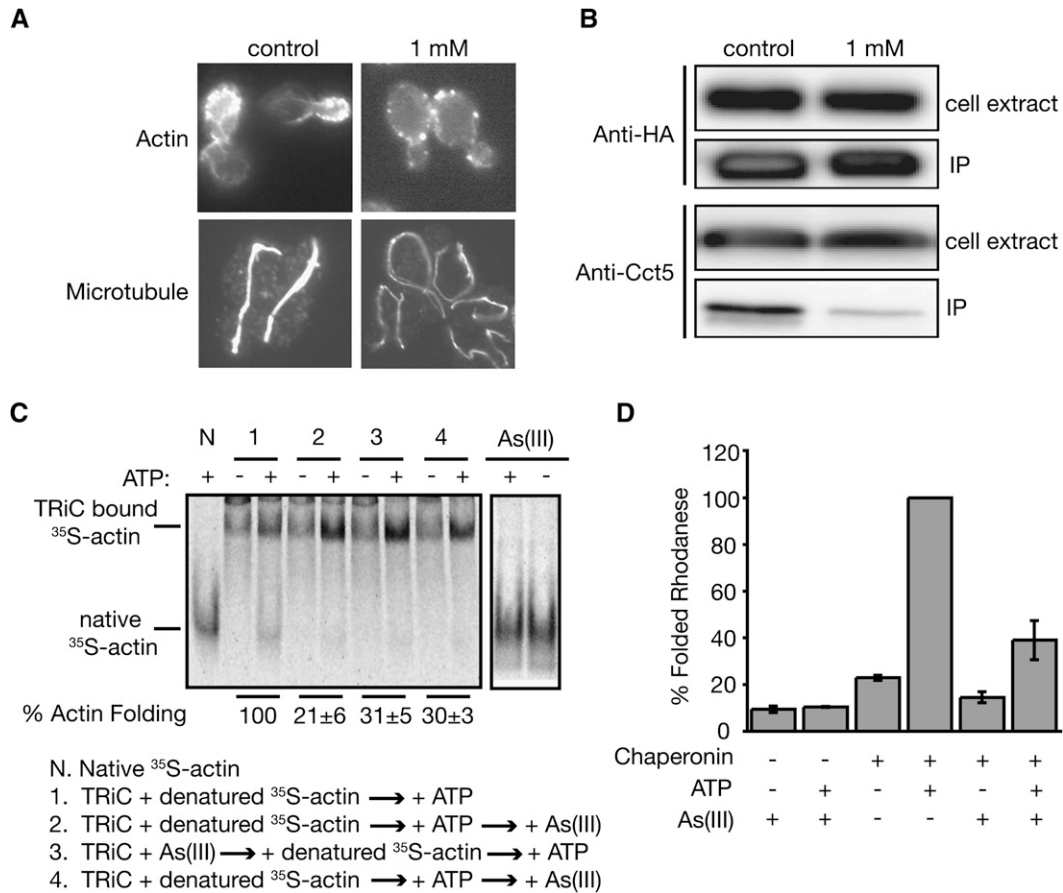 A
control 1 mM
Actin
Microtubule
B
control 1 mM
Anti-HA
cell extract
IP
Anti-Cct5
cell extract
IP
C
N 1 2 3 4 As(III)
ATP: + - + - + - + - + + -
TRiC bound
³⁵S-actin
native
³⁵S-actin
% Actin Folding 100 21±6 31±5 30±3
N. Native ³⁵S-actin
1. TRiC + denatured ³⁵S-actin → + ATP
2. TRiC + denatured ³⁵S-actin → + ATP → + As(III)
3. TRiC + As(III) → + denatured ³⁵S-actin → + ATP
4. TRiC + denatured ³⁵S-actin → + ATP → + As(III)
D
% Folded Rhodanese
120
100
80
60
40
20
0
Chaperonin - - + + + +
ATP - + - + - +
As(III) + + - - + +